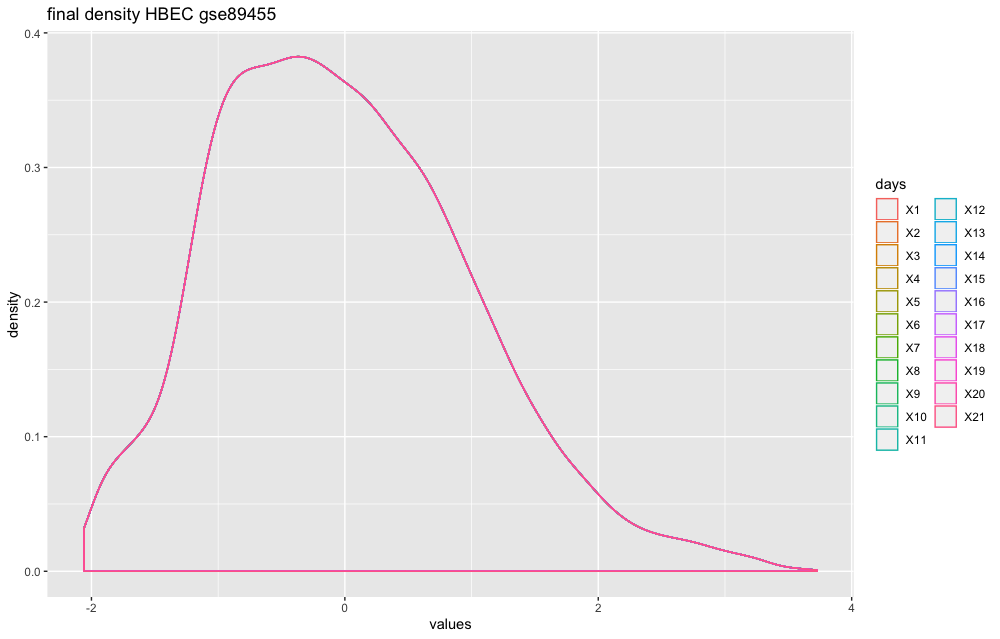 final density HBEC gse89455
0.4
0.3
0.2
0.1
0.0
density
-2 0 2 4
values
days
X1 X12
X2 X13
X3 X14
X4 X15
X5 X16
X6 X17
X7 X18
X8 X19
X9 X20
X10 X21
X11